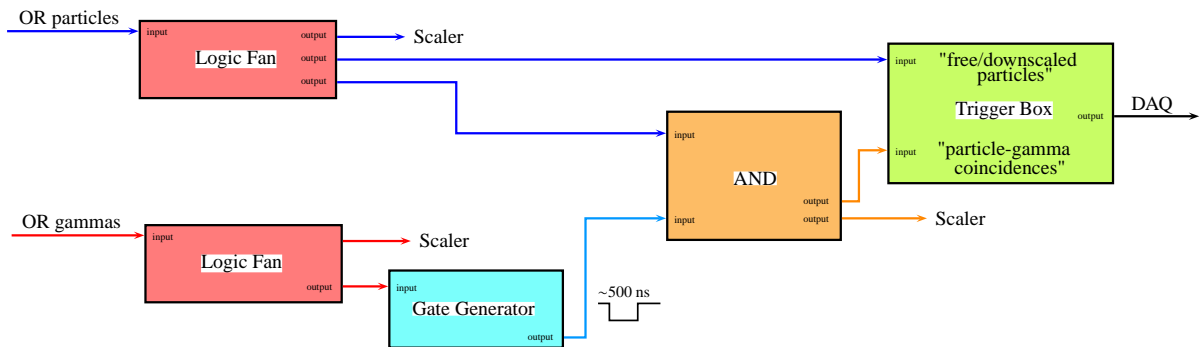 OR particles
input
output
Scaler
Logic Fan
output
output
input
"free/downscaled
particles"
Trigger Box
output
DAQ
input
"particle-gamma
coincidences"
input
AND
output
input
output
Scaler
OR gammas
input
Scaler
output
Logic Fan
output
input
Gate Generator
output
~500 ns